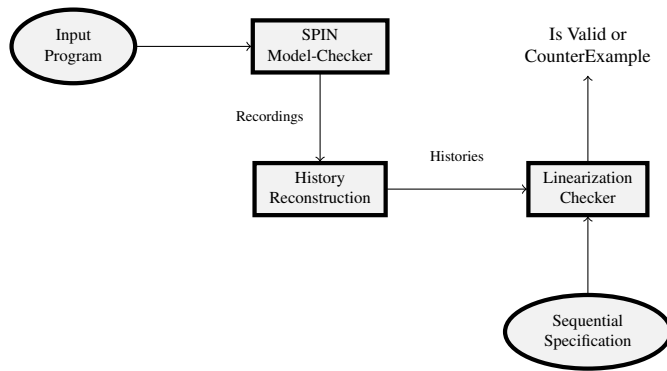 Input
Program
SPIN
Model-Checker
Is Valid or
CounterExample
Recordings
Histories
History
Reconstruction
Linearization
Checker
Sequential
Specification